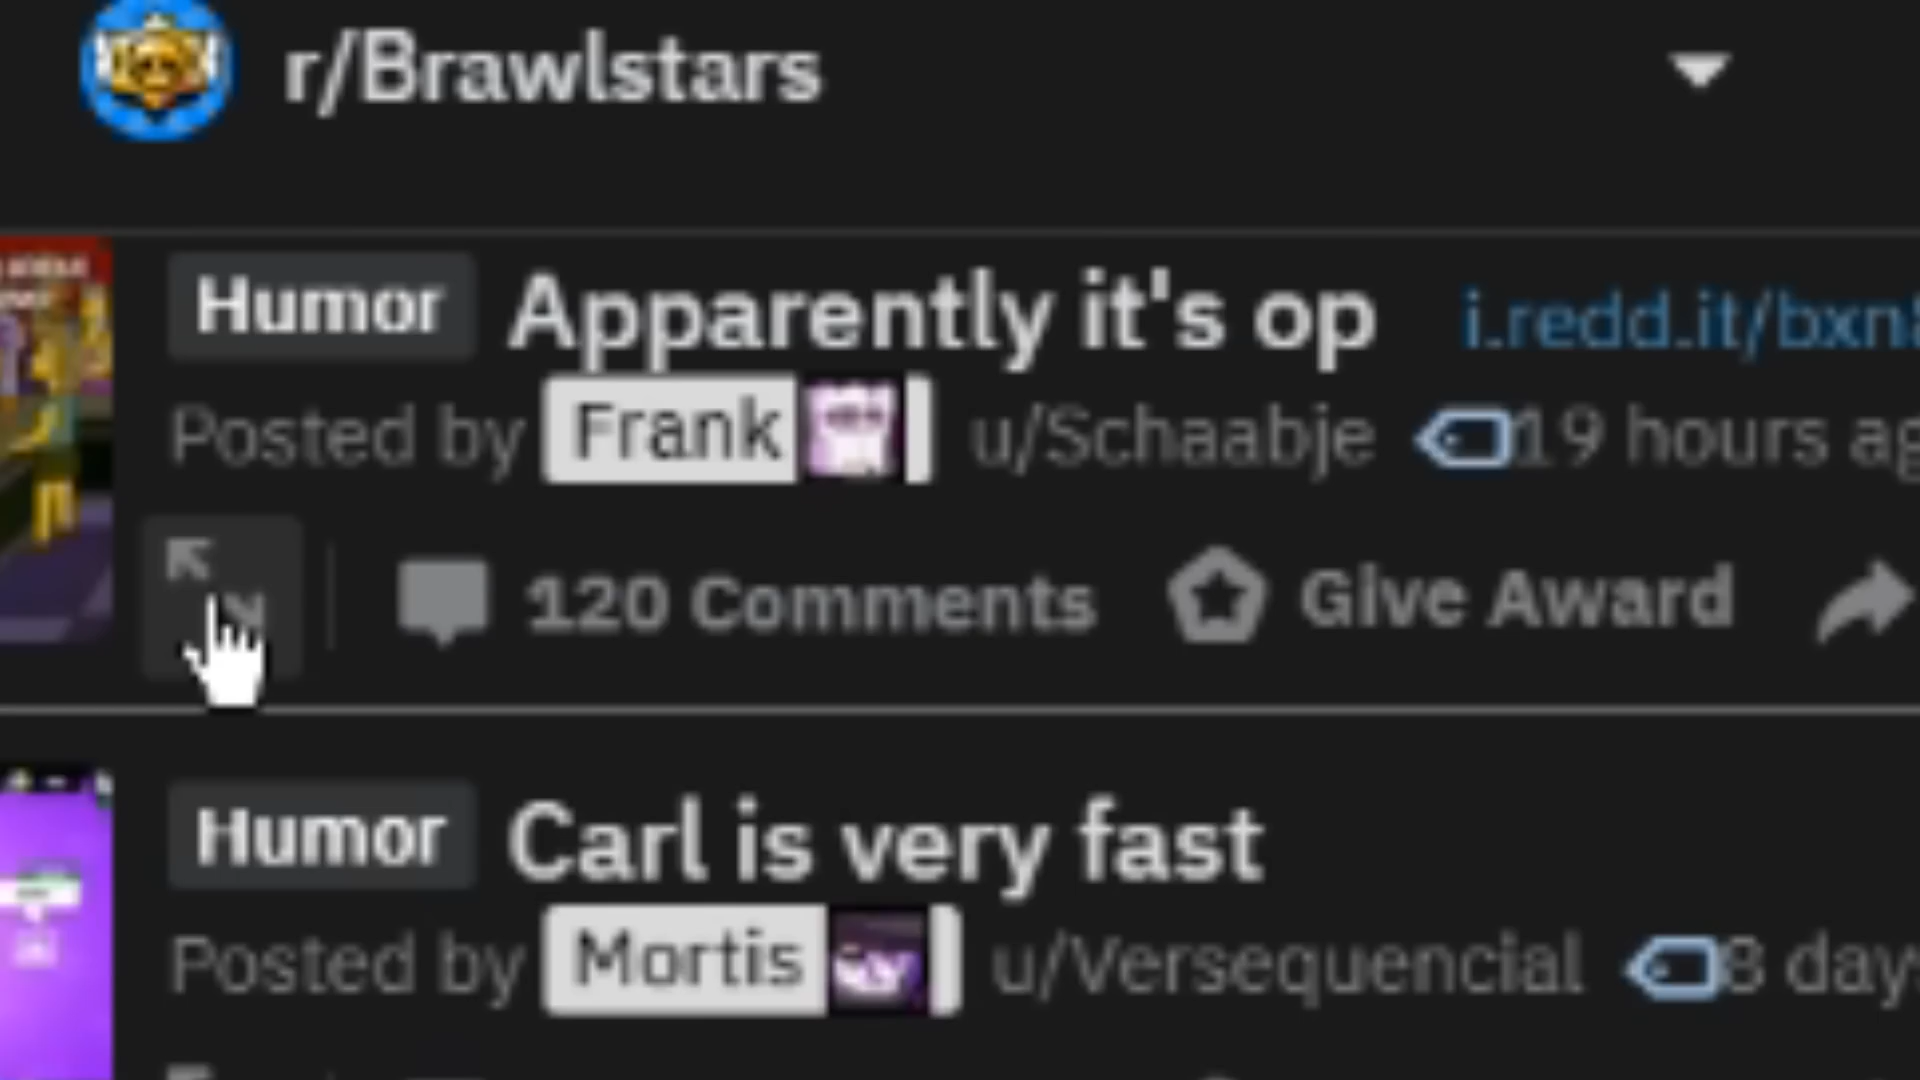 r/Brawlstars
Humor Apparently it's op i.redd.it/bxn
Posted by Frank u/Schaabje 19 hours ag
120 Comments Give Award
Humor Carl is very fast
Posted by Mortis u/Versequencial 8 days